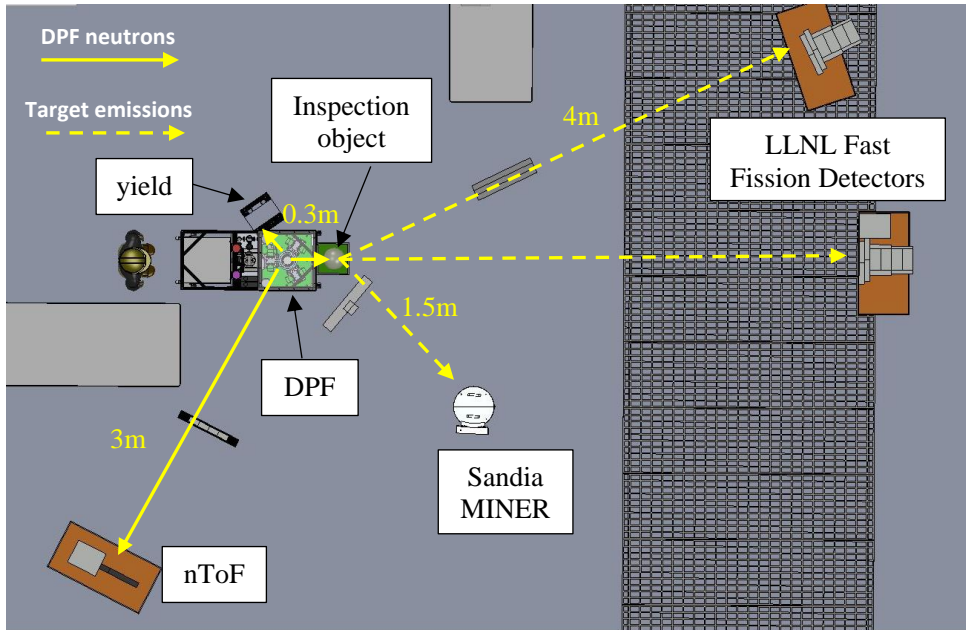 DPF neutrons
Target emissions
Inspection
object
4m
LLNL Fast
Fission Detectors
yield
0.3m
1.5m
DPF
3m
Sandia
MINER
nToF